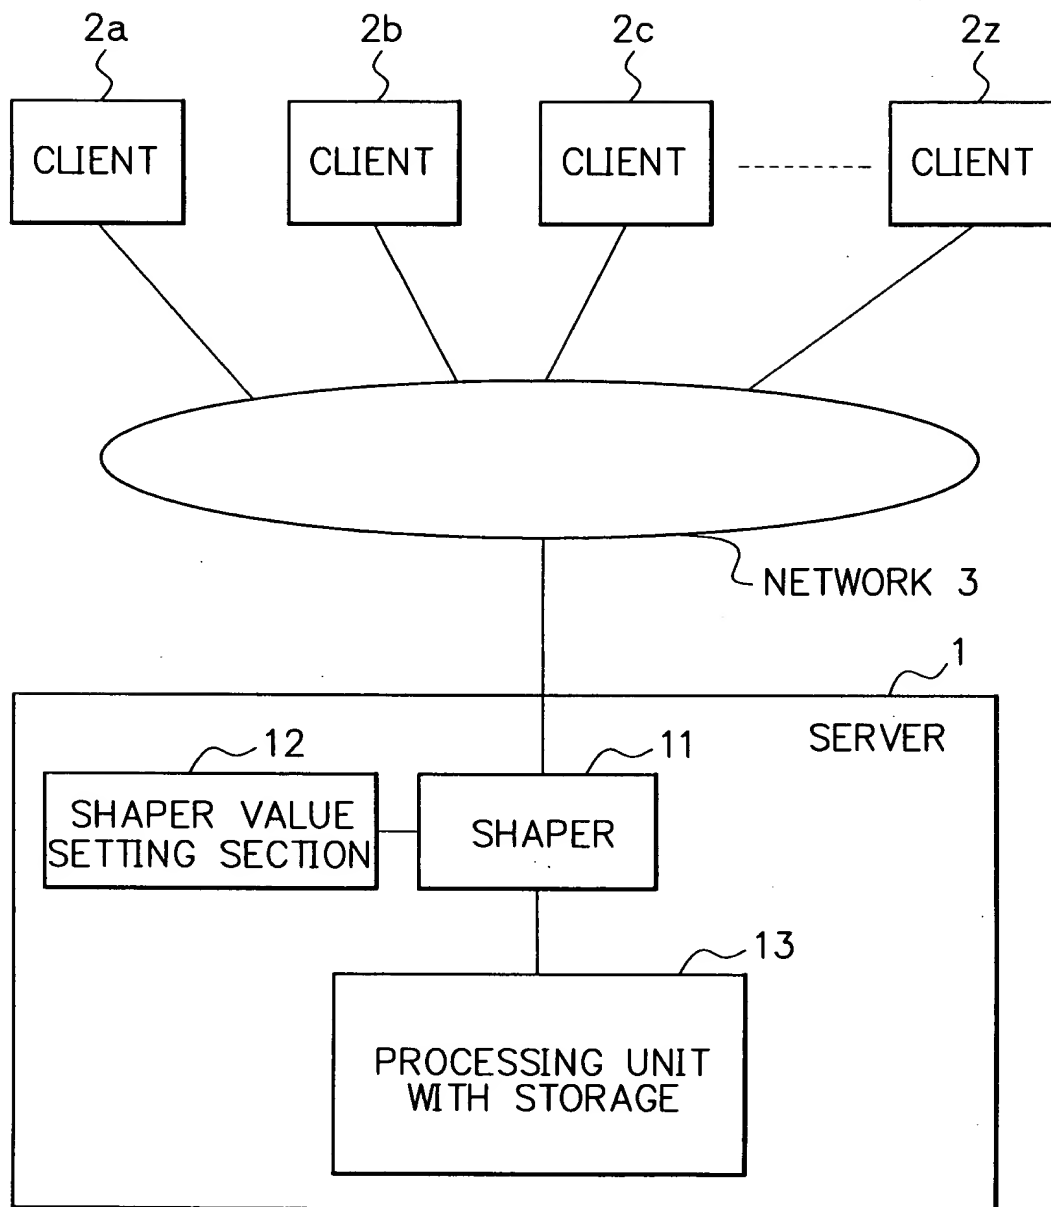 2a 2b 2c 2z
CLIENT CLIENT CLIENT CLIENT
NETWORK 3
1
SERVER
12 11
SHAPER VALUE
SETTING SECTION
SHAPER
13
PROCESSING UNIT
WITH STORAGE